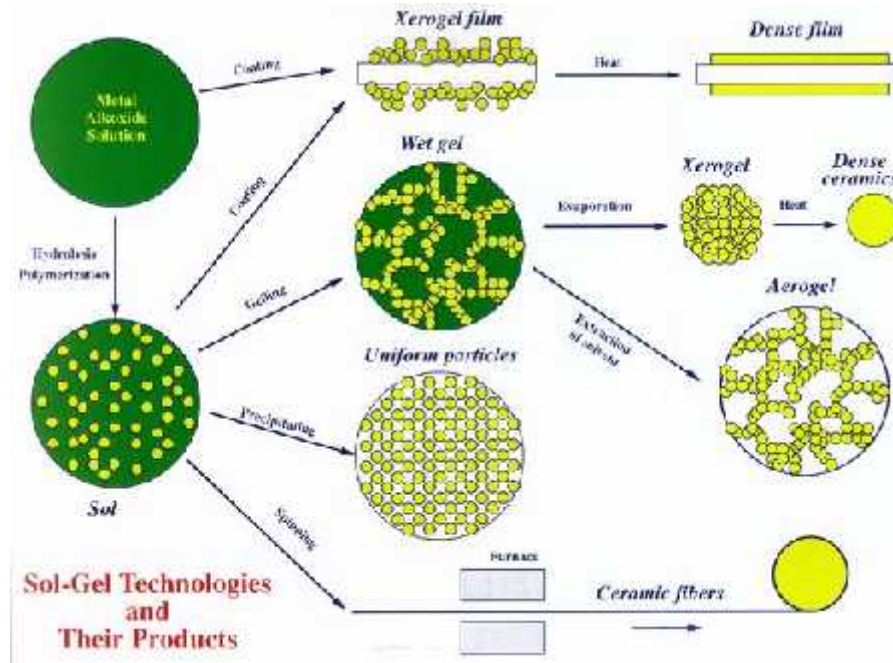 Xerogel film
Dense film
Coating
Heat
Metal
Alkoxide
Solution
Wet gel
Xerogel
Dense
ceramics
Coating
Evaporation
Heat
Hydrolysis
Polymerization
Gelling
Aerogel
Extraction
of solvent
Uniform particles
Precipitating
Sol
Spinning
Furnace
Ceramic fibers
Sol-Gel Technologies
and
Their Products